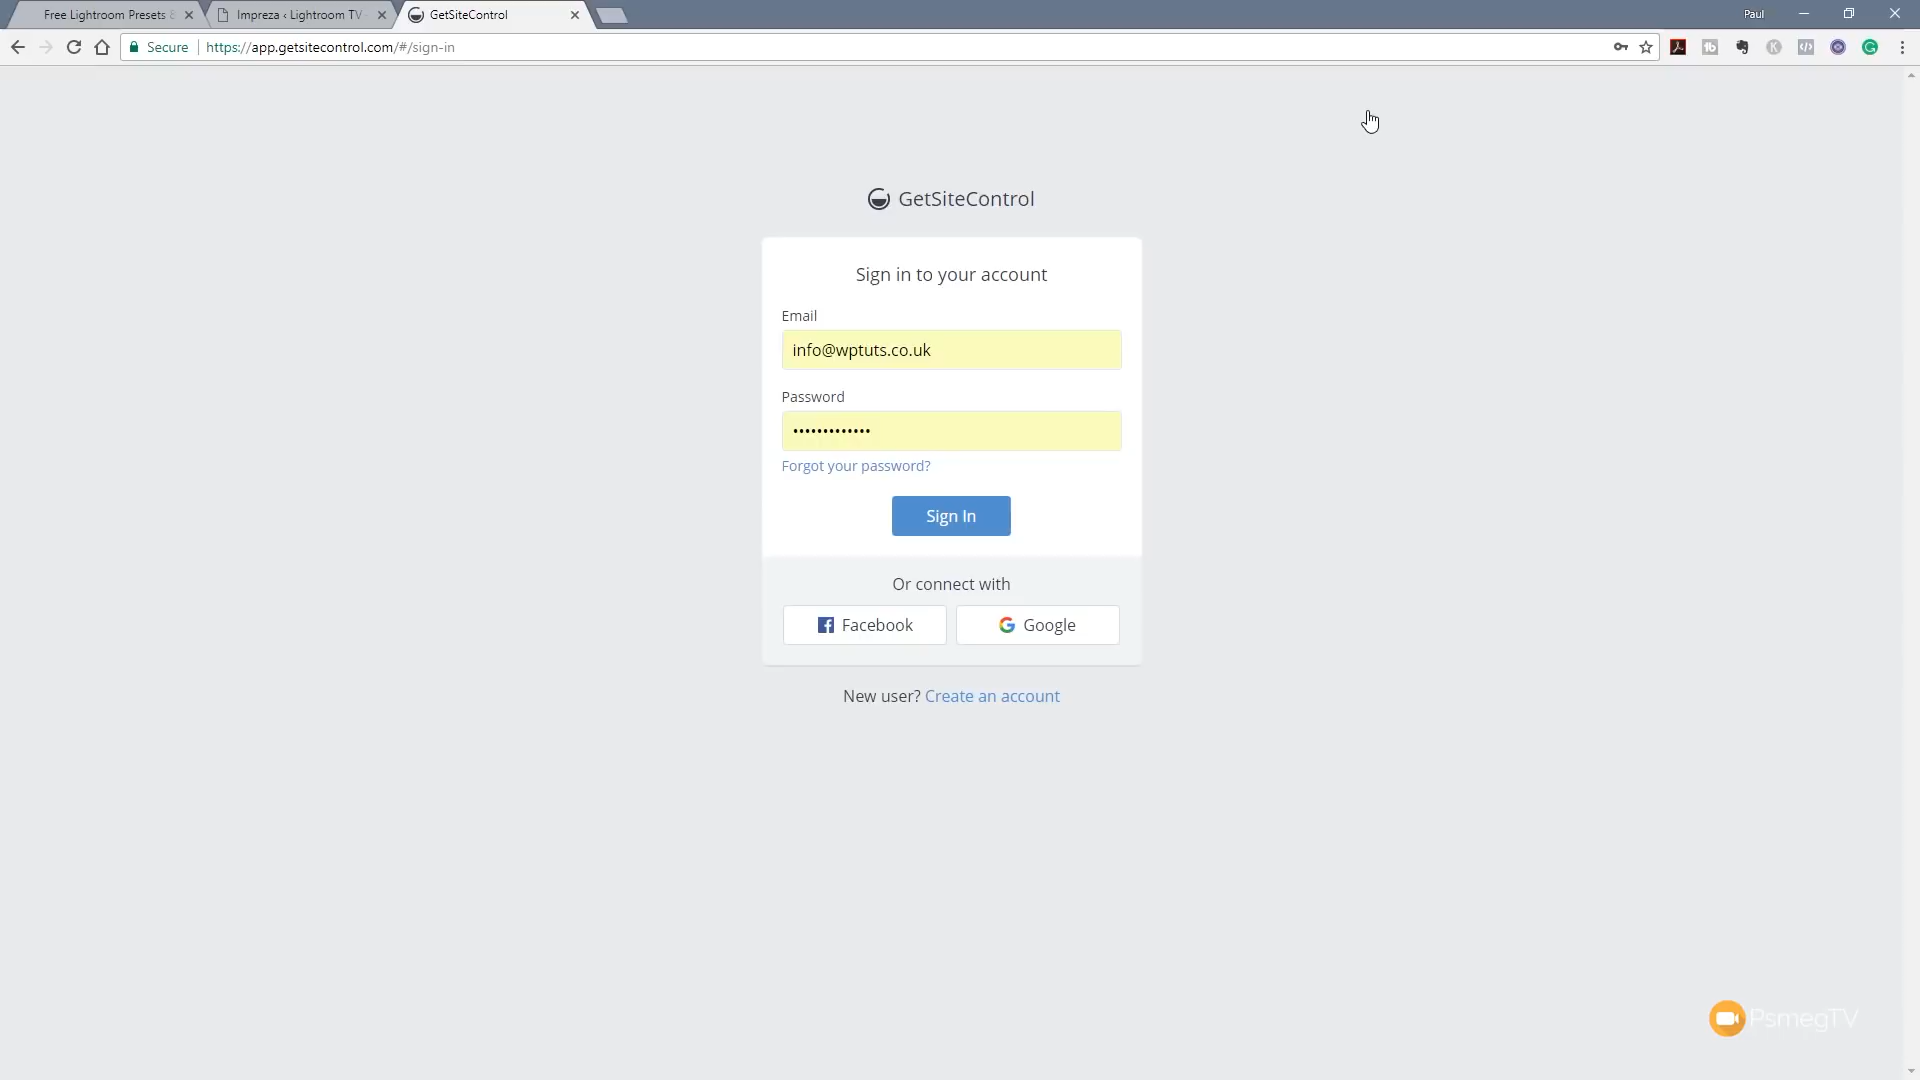 Free Lightroom Presets &
Impreza ‹ Lightroom TV
GetSiteControl
Paul
Secure
https://app.getsitecontrol.com/#/sign-in
GetSiteControl
Sign in to your account
Email
info@wptuts.co.uk
Password
•••••••••••••
Forgot your password?
Sign In
Or connect with
Facebook
Google
New user? Create an account
PsmegTV